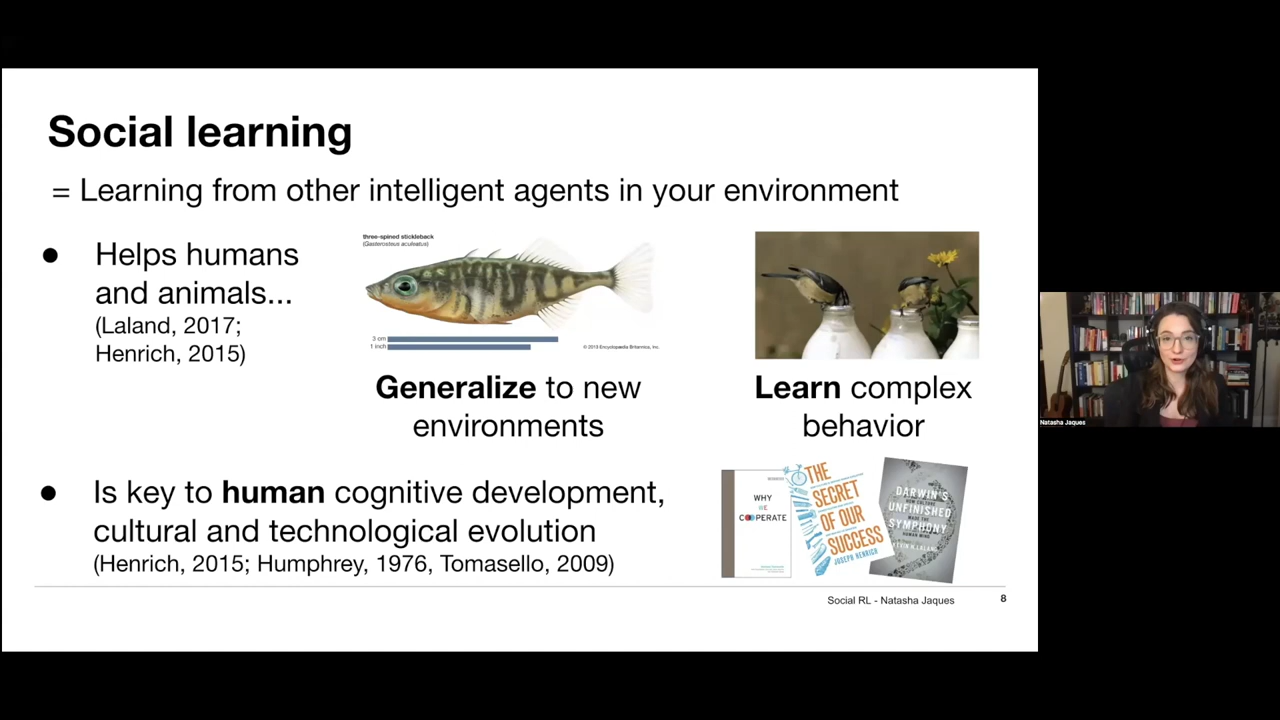 Social learning
= Learning from other intelligent agents in your environment
● Helps humans
and animals...
(Laland, 2017;
Henrich, 2015)
three-spined stickleback
(Gasterosteus aculeatus)
3 cm
1 inch
© 2013 Encyclopædia Britannica, Inc.
Generalize to new
environments
Learn complex
behavior
● Is key to human cognitive development,
cultural and technological evolution
(Henrich, 2015; Humphrey, 1976, Tomasello, 2009)
WHY
WE
COOPERATE
THE
SECRET
OF OUR
SUCCESS
JOSEPH HENRICH
DARWIN'S
UNFINISHED
SYMPHONY
Social RL - Natasha Jaques
8
Natasha Jaques